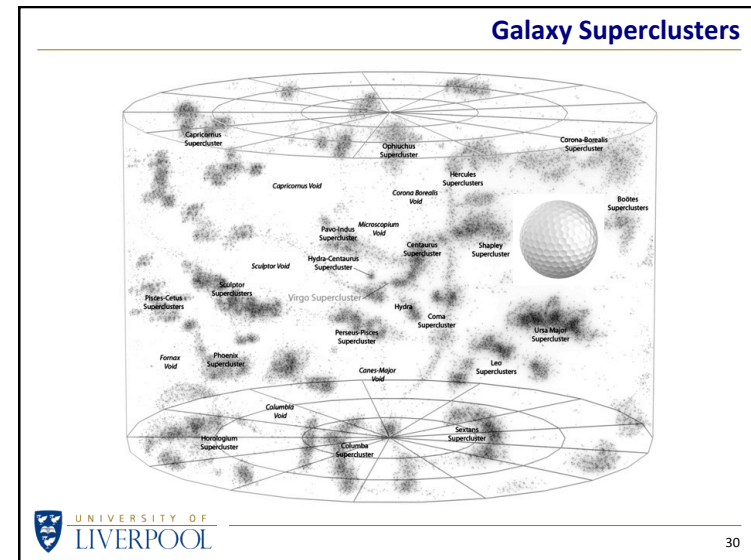 Galaxy Superclusters
Capricornus
Supercluster
Ophiuchus
Supercluster
Corona-Borealis
Supercluster
Hercules
Superclusters
Capricornus Void
Corona Borealis
Void
Boötes
Superclusters
Microscopium
Void
Pavo-Indus
Supercluster
Centaurus
Supercluster
Shapley
Supercluster
Hydra-Centaurus
Supercluster
Sculptor Void
Sculptor
Superclusters
Pisces-Cetus
Superclusters
Virgo Supercluster
Hydra
Coma
Supercluster
Perseus-Pisces
Supercluster
Ursa Major
Supercluster
Fornax
Void
Phoenix
Supercluster
Leo
Superclusters
Canes-Major
Void
Columbia
Void
Horologium
Supercluster
Columba
Supercluster
Sextans
Supercluster
UNIVERSITY OF
LIVERPOOL
30